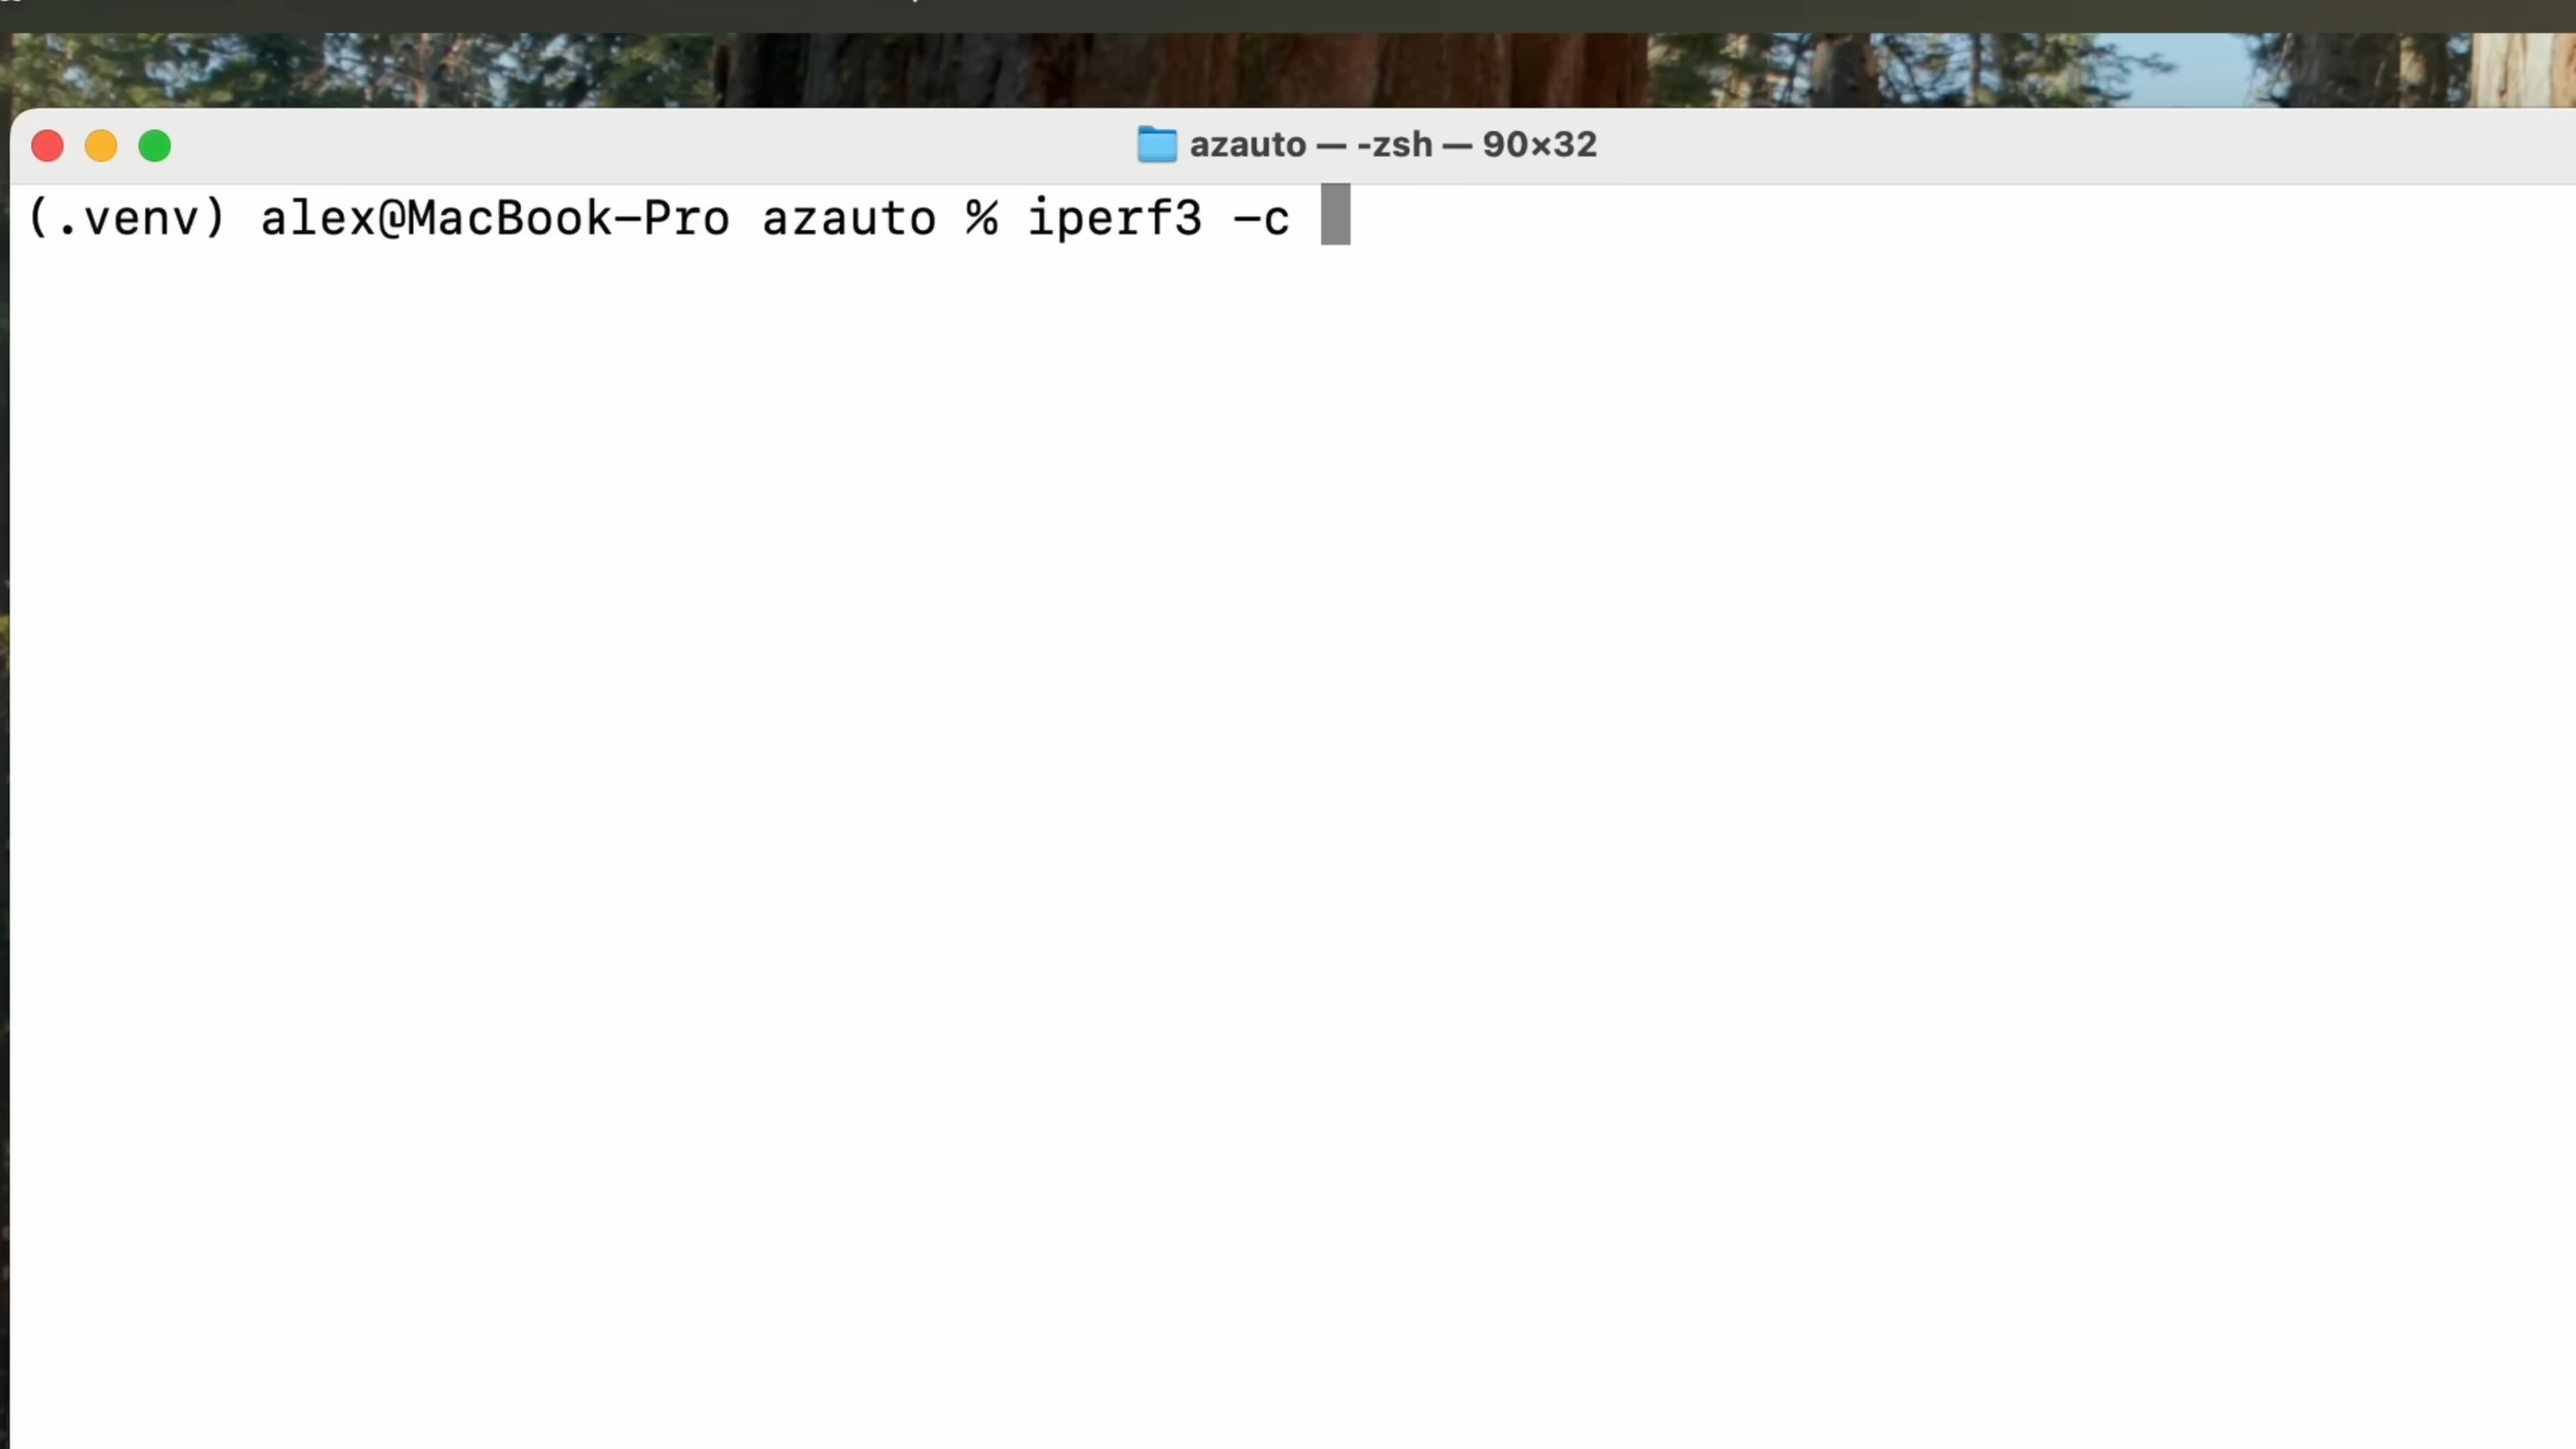 azauto — -zsh — 90×32
(.venv) alex@MacBook-Pro azauto % iperf3 -c